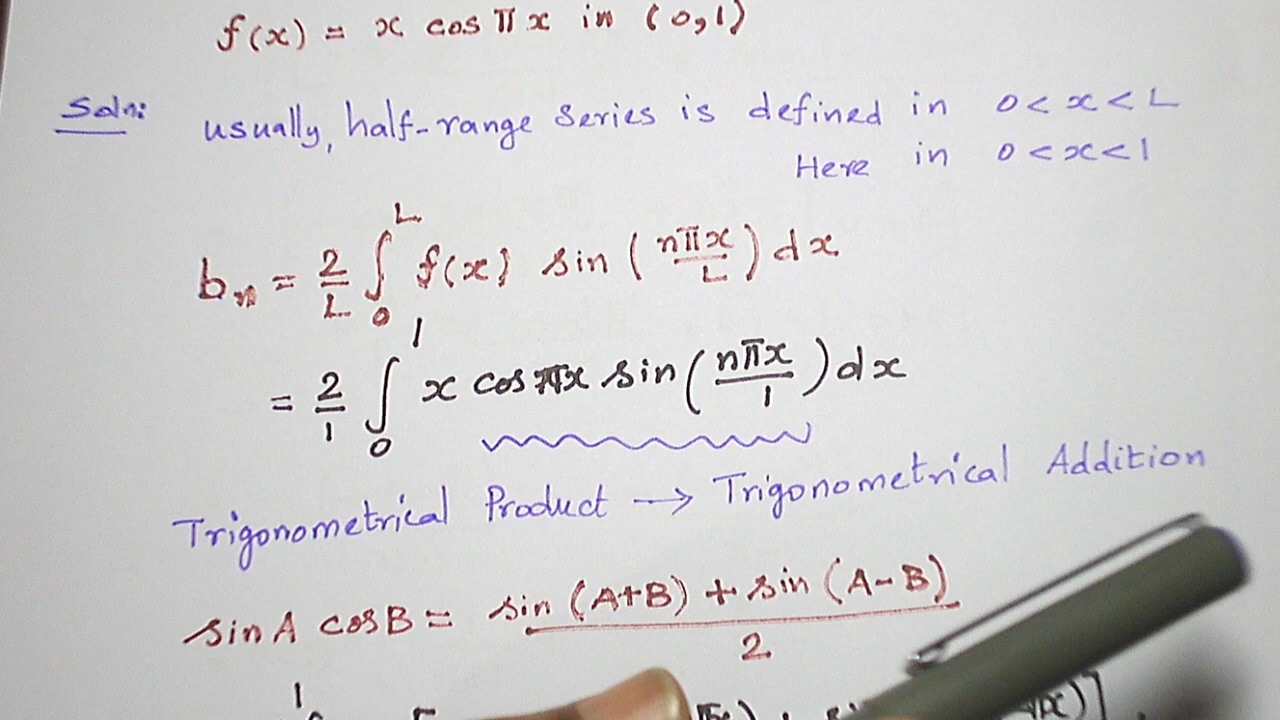 f(x) = x cos πx in (0,1)
Soln: usually, half-range series is defined in 0 < x < L
Here in 0 < x < 1
bn = 2/L ∫₀ᴸ f(x) sin (nπx/L) dx
= 2/1 ∫₀¹ x cos πx sin (nπx/1) dx
Trigonometrical Product → Trigonometrical Addition
sin A cos B = sin (A+B) + sin (A-B) / 2
1